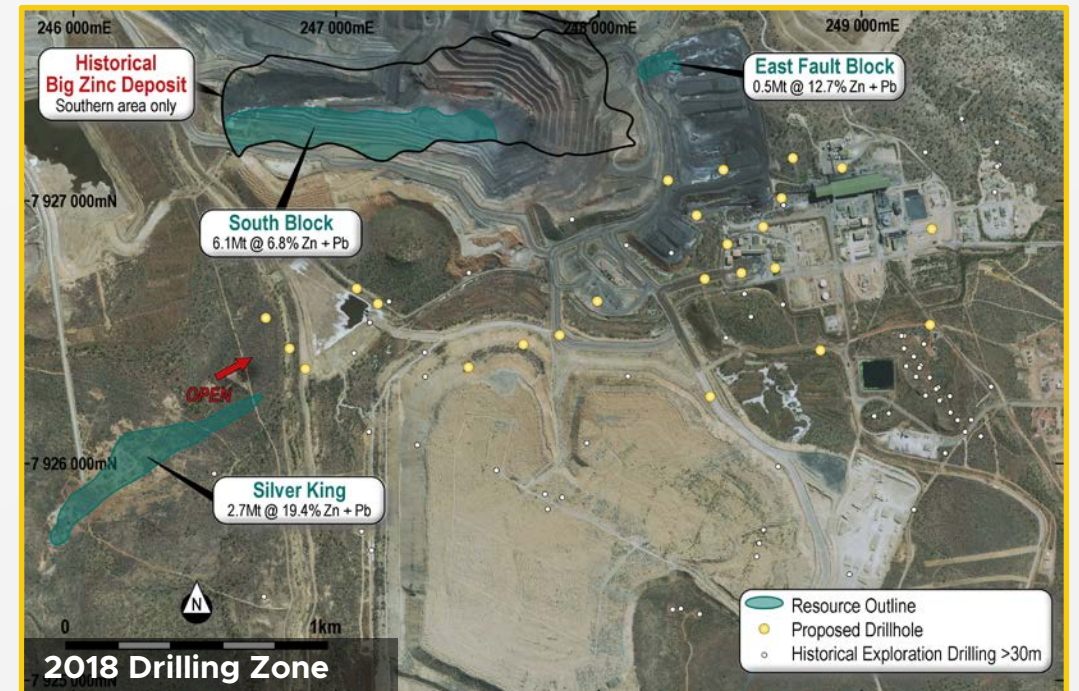 246 000mE
247 000mE
248 000mE
249 000mE
Historical
Big Zinc Deposit
Southern area only
East Fault Block
0.5Mt @ 12.7% Zn + Pb
7 927 000mN
South Block
6.1Mt @ 6.8% Zn + Pb
OPEN
7 926 000mN
Silver King
2.7Mt @ 19.4% Zn + Pb
N
0
1km
Resource Outline
Proposed Drillhole
Historical Exploration Drilling >30m
2018 Drilling Zone
7 925 000mN